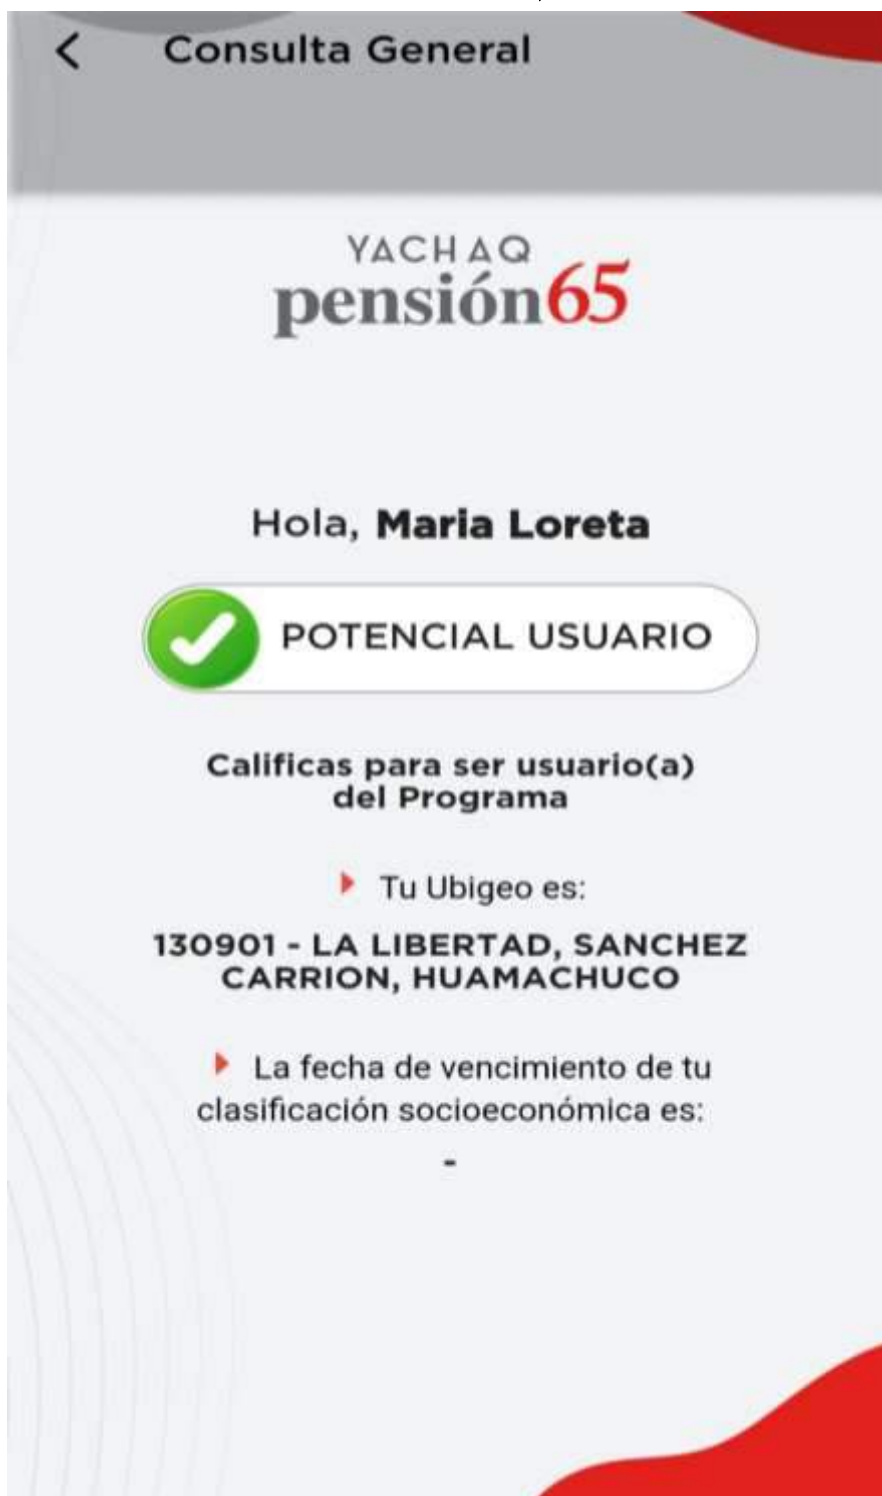 Consulta General
YACHAQ
pensión65
Hola, Maria Loreta
POTENCIAL USUARIO
Calificas para ser usuario(a)
del Programa
Tu Ubigeo es:
130901 - LA LIBERTAD, SANCHEZ
CARRION, HUAMACHUCO
La fecha de vencimiento de tu
clasificación socioeconómica es:
-